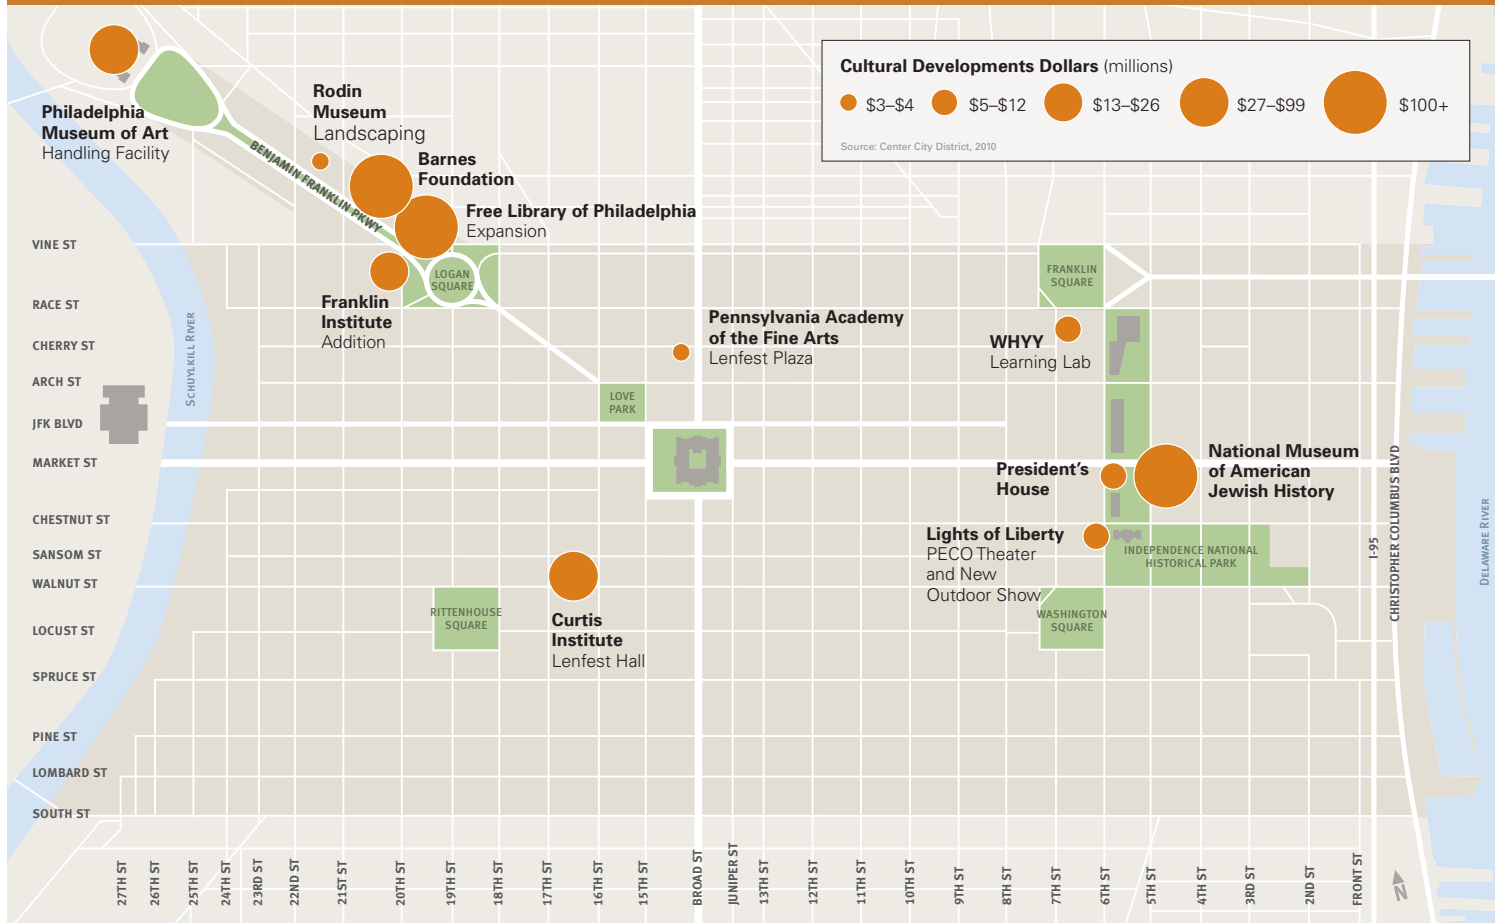 Cultural Developments Dollars (millions)
$3–$4
$5–$12
$13–$26
$27–$99
$100+
Source: Center City District, 2010
Philadelphia
Museum of Art
Handling Facility
Rodin
Museum
Landscaping
Barnes
Foundation
Free Library of Philadelphia
Expansion
BENJAMIN FRANKLIN PKWY
LOGAN
SQUARE
Franklin
Institute
Addition
Pennsylvania Academy
of the Fine Arts
Lenfest Plaza
FRANKLIN
SQUARE
WHYY
Learning Lab
LOVE
PARK
National Museum
of American
Jewish History
President's
House
Lights of Liberty
PECO Theater
and New
Outdoor Show
INDEPENDENCE NATIONAL
HISTORICAL PARK
WASHINGTON
SQUARE
RITTENHOUSE
SQUARE
Curtis
Institute
Lenfest Hall
SCHUYLKILL RIVER
DELAWARE RIVER
I-95
CHRISTOPHER COLUMBUS BLVD
VINE ST
RACE ST
CHERRY ST
ARCH ST
JFK BLVD
MARKET ST
CHESTNUT ST
SANSOM ST
WALNUT ST
LOCUST ST
SPRUCE ST
PINE ST
LOMBARD ST
SOUTH ST
27TH ST
26TH ST
25TH ST
24TH ST
23RD ST
22ND ST
21ST ST
20TH ST
19TH ST
18TH ST
17TH ST
16TH ST
15TH ST
BROAD ST
JUNIPER ST
13TH ST
12TH ST
11TH ST
10TH ST
9TH ST
8TH ST
7TH ST
6TH ST
5TH ST
4TH ST
3RD ST
2ND ST
FRONT ST
N